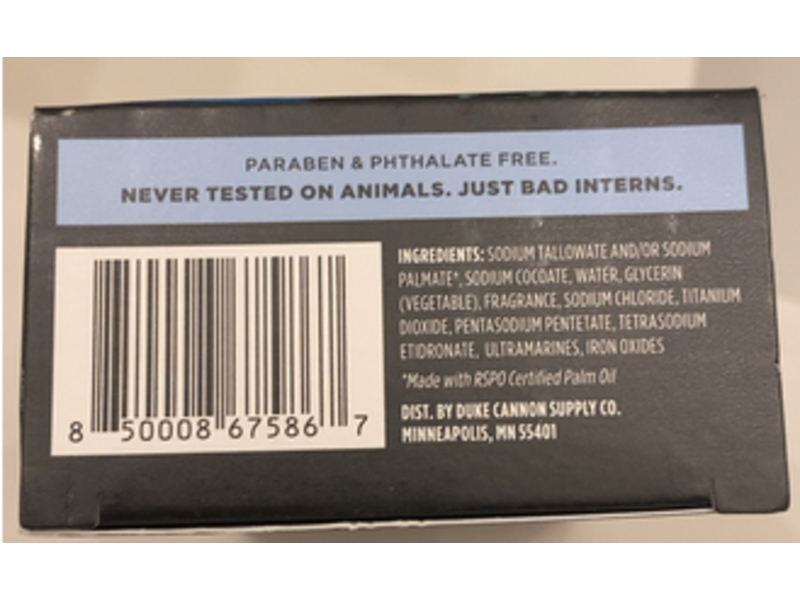 PARABEN & PHTHALATE FREE.
NEVER TESTED ON ANIMALS. JUST BAD INTERNS.
INGREDIENTS: SODIUM TALLOWATE AND/OR SODIUM
PALMATE*, SODIUM COCOATE, WATER, GLYCERIN
(VEGETABLE), FRAGRANCE, SODIUM CHLORIDE, TITANIUM
DIOXIDE, PENTASODIUM PENTETATE, TETRASODIUM
ETIDRONATE, ULTRAMARINES, IRON OXIDES
*Made with RSPO Certified Palm Oil
DIST. BY DUKE CANNON SUPPLY CO.
MINNEAPOLIS, MN 55401
8 50008 67586 7